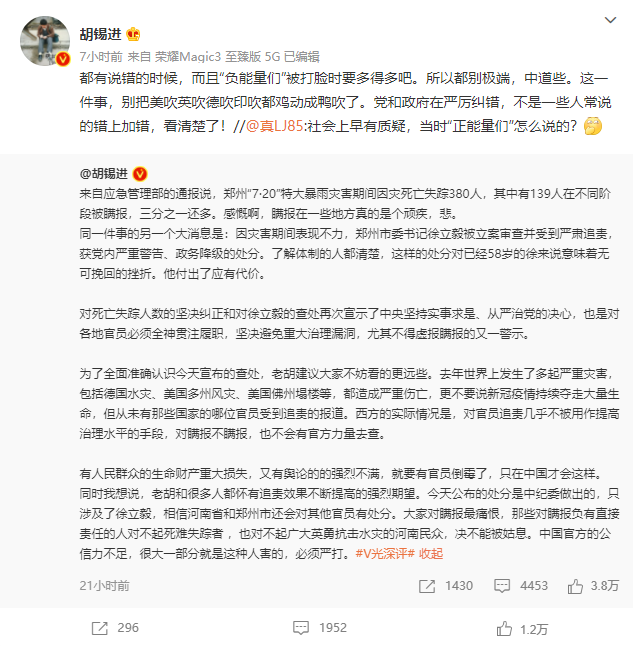 胡锡进
7小时前 来自 荣耀Magic3 至臻版 5G 已编辑
都有说错的时候，而且“负能量们”被打脸时要多得多吧。所以都别极端，中道些。这一
件事，别把美吹英吹德吹印吹都鸡动成鸭吹了。党和政府在严厉纠错，不是一些人常说
的错上加错，看清楚了！//@真LJ85:社会上早有质疑，当时“正能量们”怎么说的？
@胡锡进
来自应急管理部的通报说，郑州“7·20”特大暴雨灾害期间因灾死亡失踪380人，其中有139人在不同阶
段被瞒报，三分之一还多。感慨啊，瞒报在一些地方真的是个顽疾，悲。
同一件事的另一个大消息是：因灾害期间表现不力，郑州市委书记徐立毅被立案审查并受到严肃追责，
获党内严重警告、政务降级的处分。了解体制的人都清楚，这样的处分对已经58岁的徐来说意味着无
可挽回的挫折。他付出了应有代价。
对死亡失踪人数的坚决纠正和对徐立毅的查处再次宣示了中央坚持实事求是、从严治党的决心，也是对
各地官员必须全神贯注履职，坚决避免重大治理漏洞，尤其不得虚报瞒报的又一警示。
为了全面准确认识今天宣布的查处，老胡建议大家不妨看的更远些。去年世界上发生了多起严重灾害，
包括德国水灾、美国多州风灾、美国佛州塌楼等，都造成严重伤亡，更不要说新冠疫情持续夺走大量生
命，但从未有那些国家的哪位官员受到追责的报道。西方的实际情况是，对官员追责几乎不被用作提高
治理水平的手段，对瞒报不瞒报，也不会有官方力量去查。
有人民群众的生命财产重大损失，又有舆论的的强烈不满，就要有官员倒霉了，只在中国才会这样。
同时我想说，老胡和很多人都怀有追责效果不断提高的强烈期望。今天公布的处分是中纪委做出的，只
涉及了徐立毅，相信河南省和郑州市还会对其他官员有处分。大家对瞒报最痛恨，那些对瞒报负有直接
责任的人对不起死难失踪者 ，也对不起广大英勇抗击水灾的河南民众，决不能被姑息。中国官方的公
信力不足，很大一部分就是这种人害的，必须严打。#V光深评# 收起
21小时前 1430 4453 3.8万
296 1952 1.2万